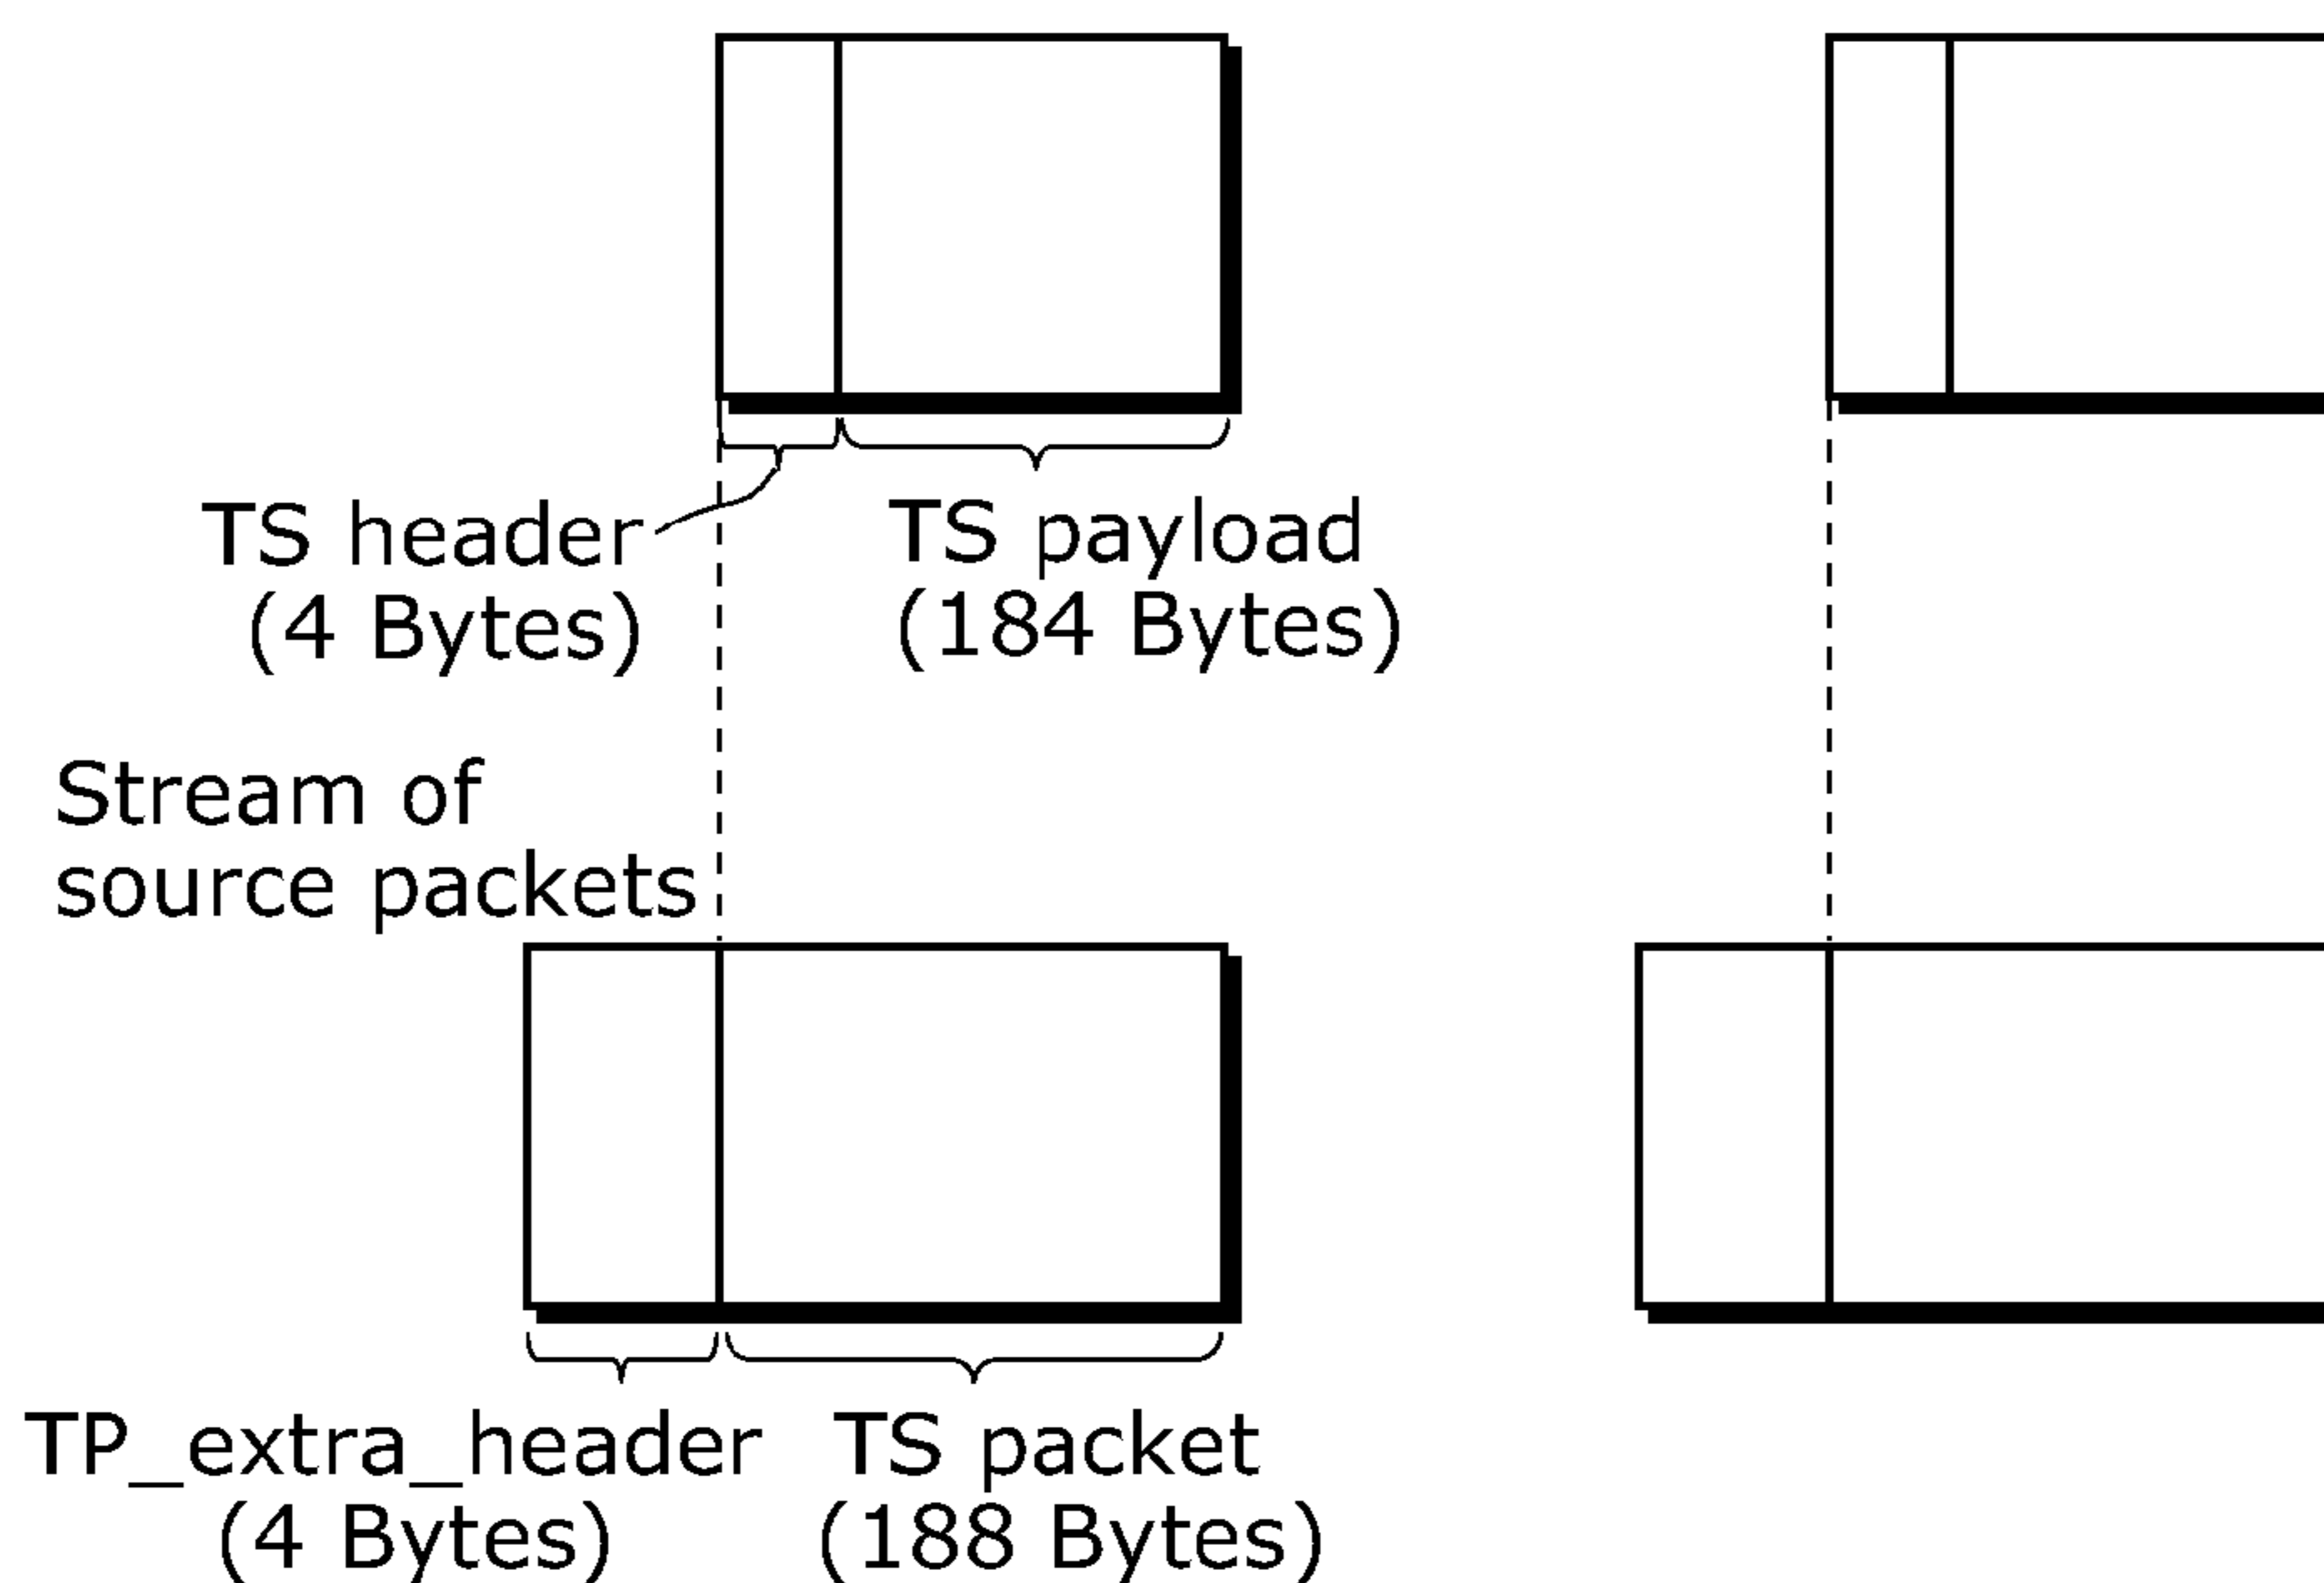 TS header
(4 Bytes)
TS payload
(184 Bytes)
Stream of
source packets
TP_extra_header
(4 Bytes)
TS packet
(188 Bytes)